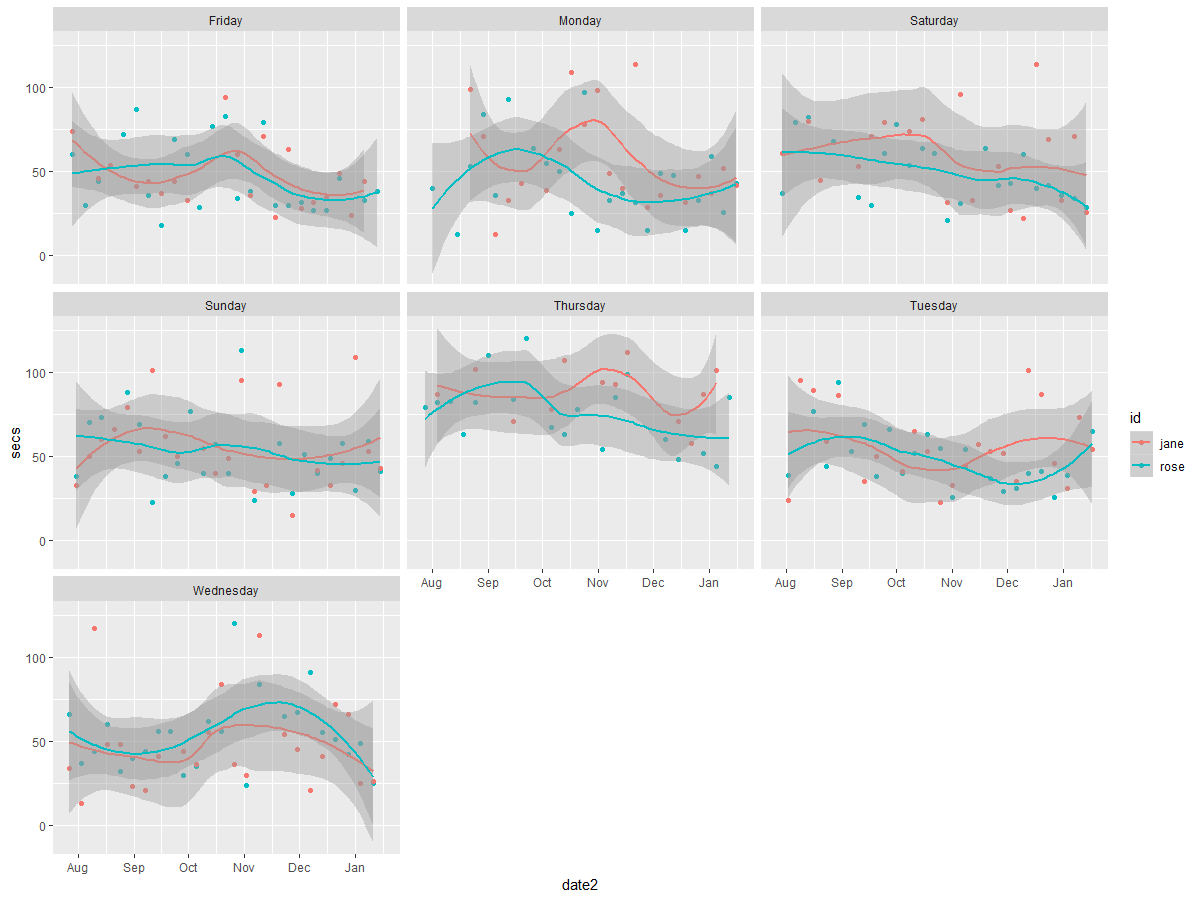 Friday Monday Saturday
100
50
0
Sunday Thursday Tuesday
100
50
0
Aug Sep Oct Nov Dec Jan Aug Sep Oct Nov Dec Jan
Wednesday
100
50
0
Aug Sep Oct Nov Dec Jan
secs
date2
id
jane
rose